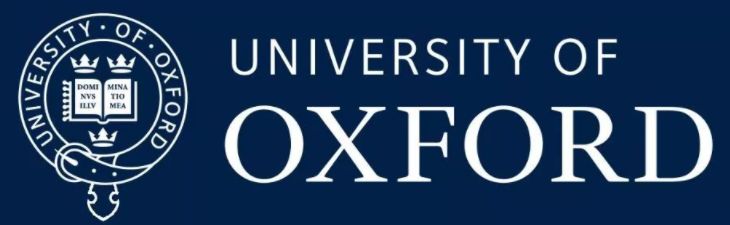 UNIVERSITY · OF · OXFORD
DOMI
NVS
ILLV
MINA
TIO
MEA
UNIVERSITY OF
OXFORD